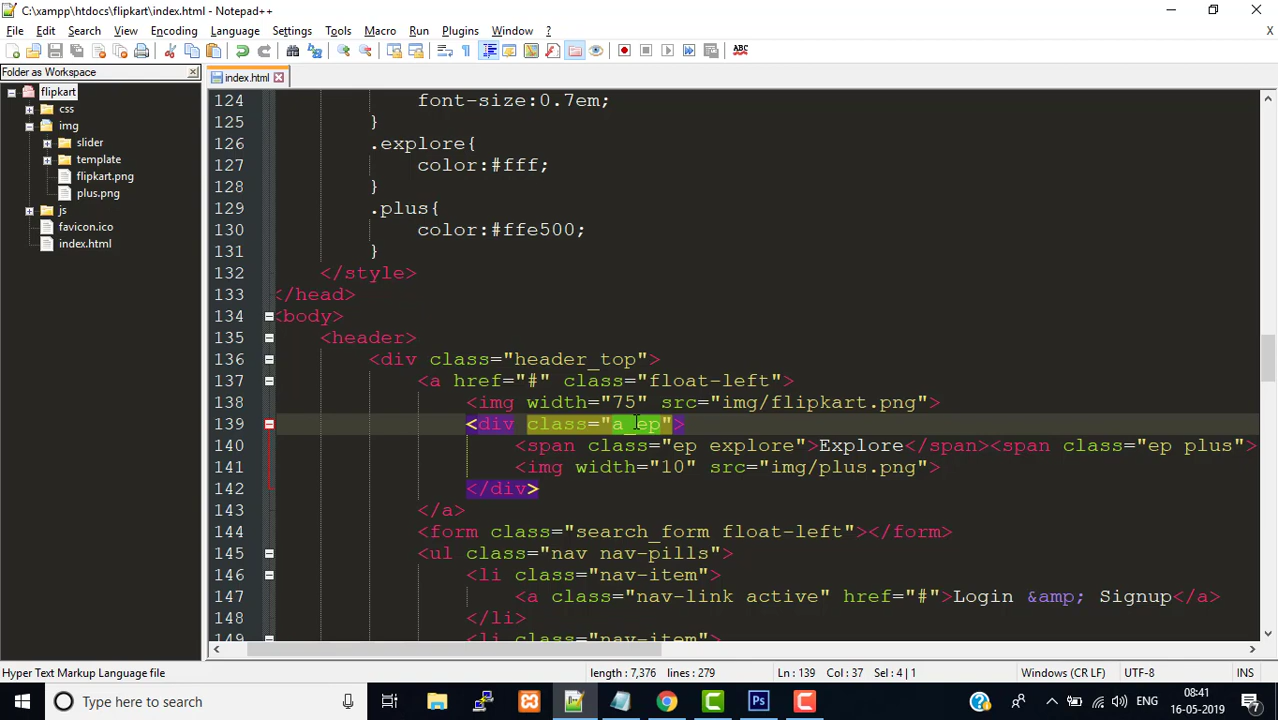 C:\xampp\htdocs\flipkart\index.html - Notepad++
File Edit Search View Encoding Language Settings Tools Macro Run Plugins Window ? X
Folder as Workspace
index.html
flipkart
css
img
slider
template
flipkart.png
plus.png
js
favicon.ico
index.html
124 font-size:0.7em;
125 }
126 .explore{
127 color:#fff;
128 }
129 .plus{
130 color:#ffe500;
131 }
132 </style>
133 </head>
134 <body>
135 <header>
136 <div class="header_top">
137 <a href="#" class="float-left">
138 <img width="75" src="img/flipkart.png">
139 <div class="a_ep">
140 <span class="ep explore">Explore</span><span class="ep plus">
141 <img width="10" src="img/plus.png">
142 </div>
143 </a>
144 <form class="search_form float-left"></form>
145 <ul class="nav nav-pills">
146 <li class="nav-item">
147 <a class="nav-link active" href="#">Login &amp; Signup</a>
148 </li>
149 <li class="nav-item">
Hyper Text Markup Language file length : 7,376 lines : 279 Ln : 139 Col : 37 Sel : 4 | 1 Windows (CR LF) UTF-8 INS
Type here to search ENG 08:41
16-05-2019